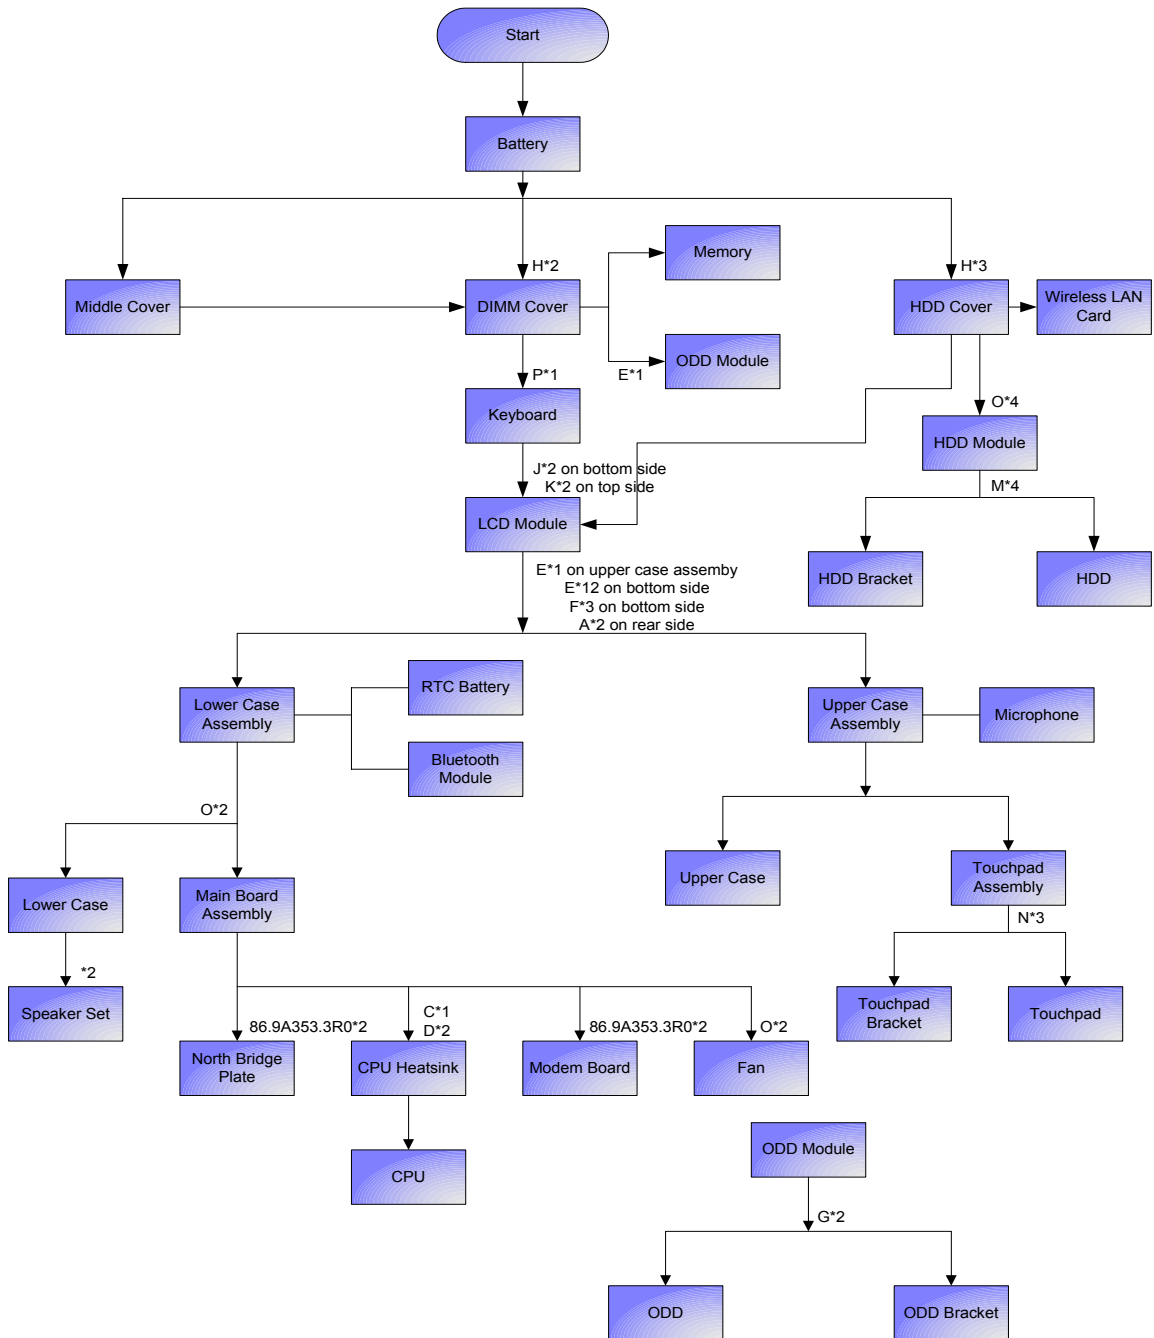 Start
Battery
H*2
H*3
Memory
Middle Cover
DIMM Cover
HDD Cover
Wireless LAN
Card
ODD Module
E*1
P*1
Keyboard
O*4
HDD Module
J*2 on bottom side
K*2 on top side
M*4
LCD Module
HDD Bracket
HDD
E*1 on upper case assemby
E*12 on bottom side
F*3 on bottom side
A*2 on rear side
RTC Battery
Lower Case
Assembly
Upper Case
Assembly
Microphone
Bluetooth
Module
O*2
Lower Case
Main Board
Assembly
Upper Case
Touchpad
Assembly
N*3
*2
Speaker Set
Touchpad
Bracket
Touchpad
86.9A353.3R0*2
C*1
D*2
86.9A353.3R0*2
O*2
North Bridge
Plate
CPU Heatsink
Modem Board
Fan
CPU
ODD Module
G*2
ODD
ODD Bracket